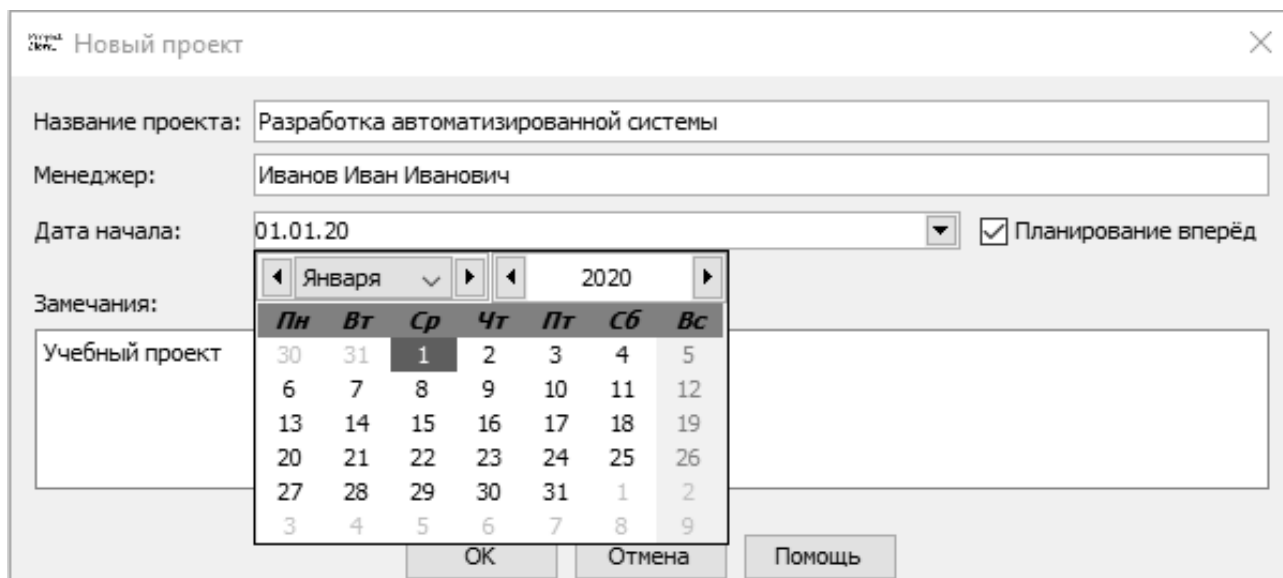 Новый проект
Название проекта: Разработка автоматизированной системы
Менеджер: Иванов Иван Иванович
Дата начала: 01.01.20 Планирование вперёд
Января 2020
Замечания:
Пн Вт Ср Чт Пт Сб Вс
Учебный проект 30 31 1 2 3 4 5
6 7 8 9 10 11 12
13 14 15 16 17 18 19
20 21 22 23 24 25 26
27 28 29 30 31 1 2
3 4 5 6 7 8 9
ОК Отмена Помощь